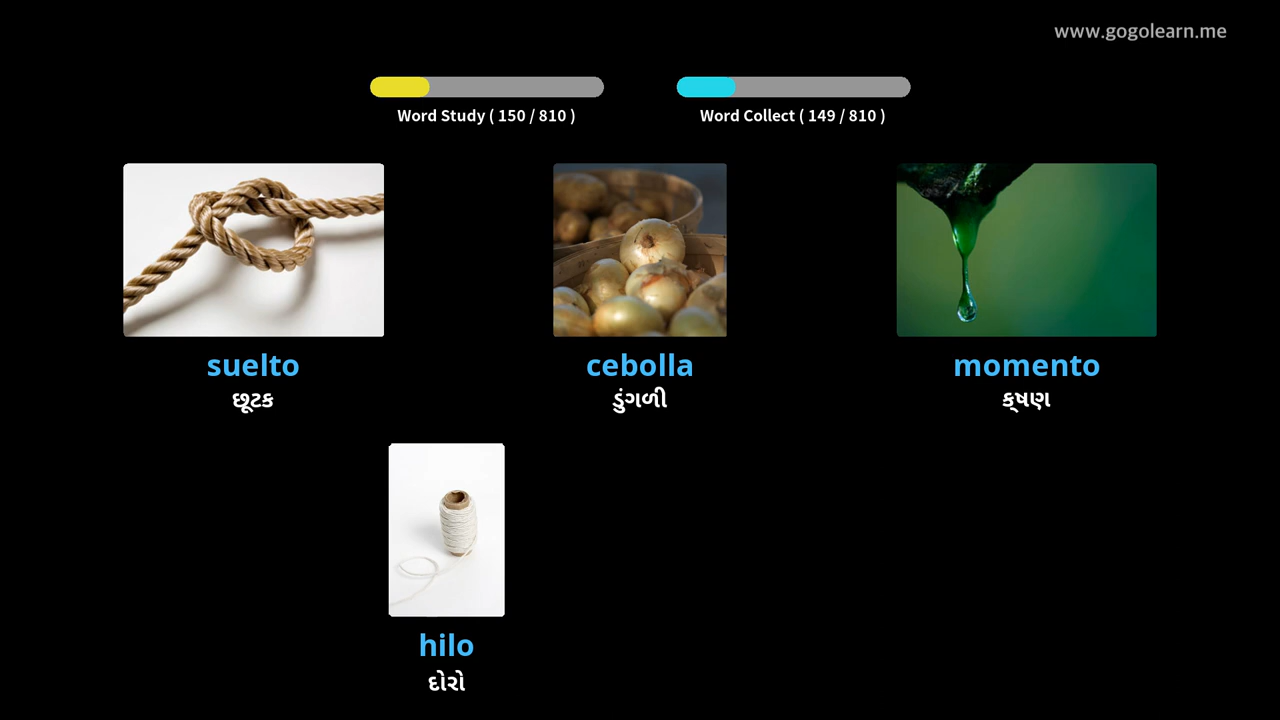 www.gogolearn.me
Word Study ( 150 / 810 )
Word Collect ( 149 / 810 )
suelto
છૂટક
cebolla
ડુંગળી
momento
ક્ષણ
hilo
દોરો